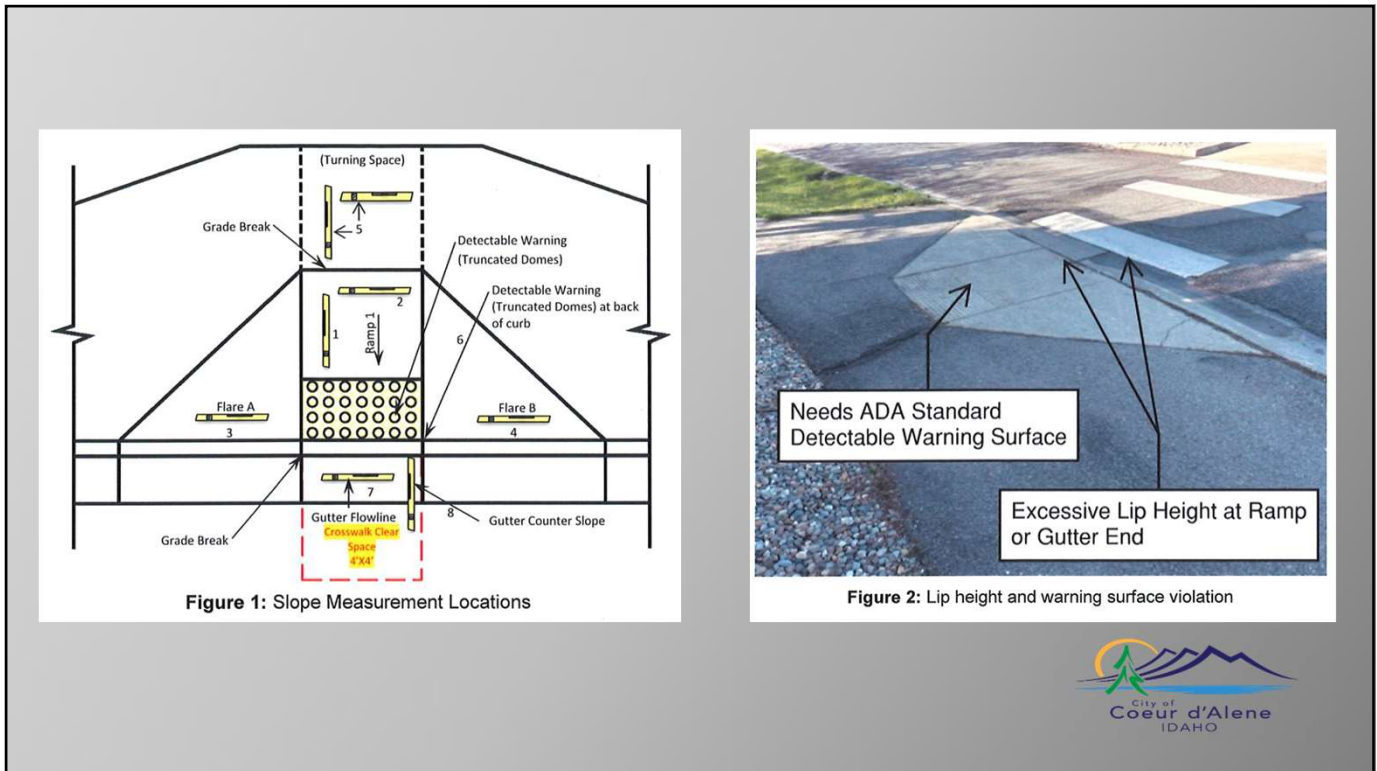 (Turning Space)
5
Grade Break
Detectable Warning
(Truncated Domes)
2
Detectable Warning
(Truncated Domes) at back
of curb
1
Ramp 1
6
Flare A
3
Flare B
4
7
8
Gutter Flowline
Gutter Counter Slope
Crosswalk Clear
Space
4'X4'
Grade Break
Figure 1: Slope Measurement Locations
Needs ADA Standard
Detectable Warning Surface
Excessive Lip Height at Ramp
or Gutter End
Figure 2: Lip height and warning surface violation
City of
Coeur d'Alene
IDAHO